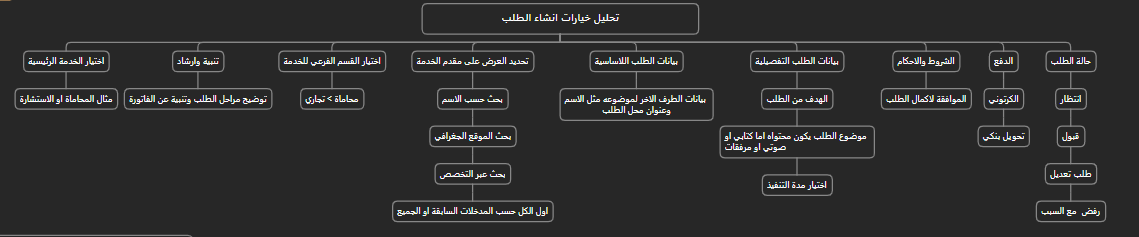 تحليل خيارات انشاء الطلب
حالة الطلب
انتظار
قبول
طلب تعديل
رفض مع السبب
الدفع
الكرتوني
تحويل بنكي
الشروط والاحكام
الموافقة لاكمال الطلب
بيانات الطلب التفصيلية
الهدف من الطلب
موضوع الطلب يكون محتواه اما كتابي او
صوتي او مرفقات
اختيار مدة التنفيذ
بيانات الطلب اللاساسية
بيانات الطرف الاخر لموضوعه مثل الاسم
وعنوان محل الطلب
تحديد العرض على مقدم الخدمة
بحث حسب الاسم
بحث الموقع الجغرافي
بحث عبر التخصص
اول الكل حسب المدخلات السابقة او الجميع
اختيار القسم الفرعي للخدمة
محاماة > تجاري
تنبية وارشاد
توضيح مراحل الطلب وتنبية عن الفاتورة
اختيار الخدمة الرئيسية
مثال المحاماة او الاستشارة